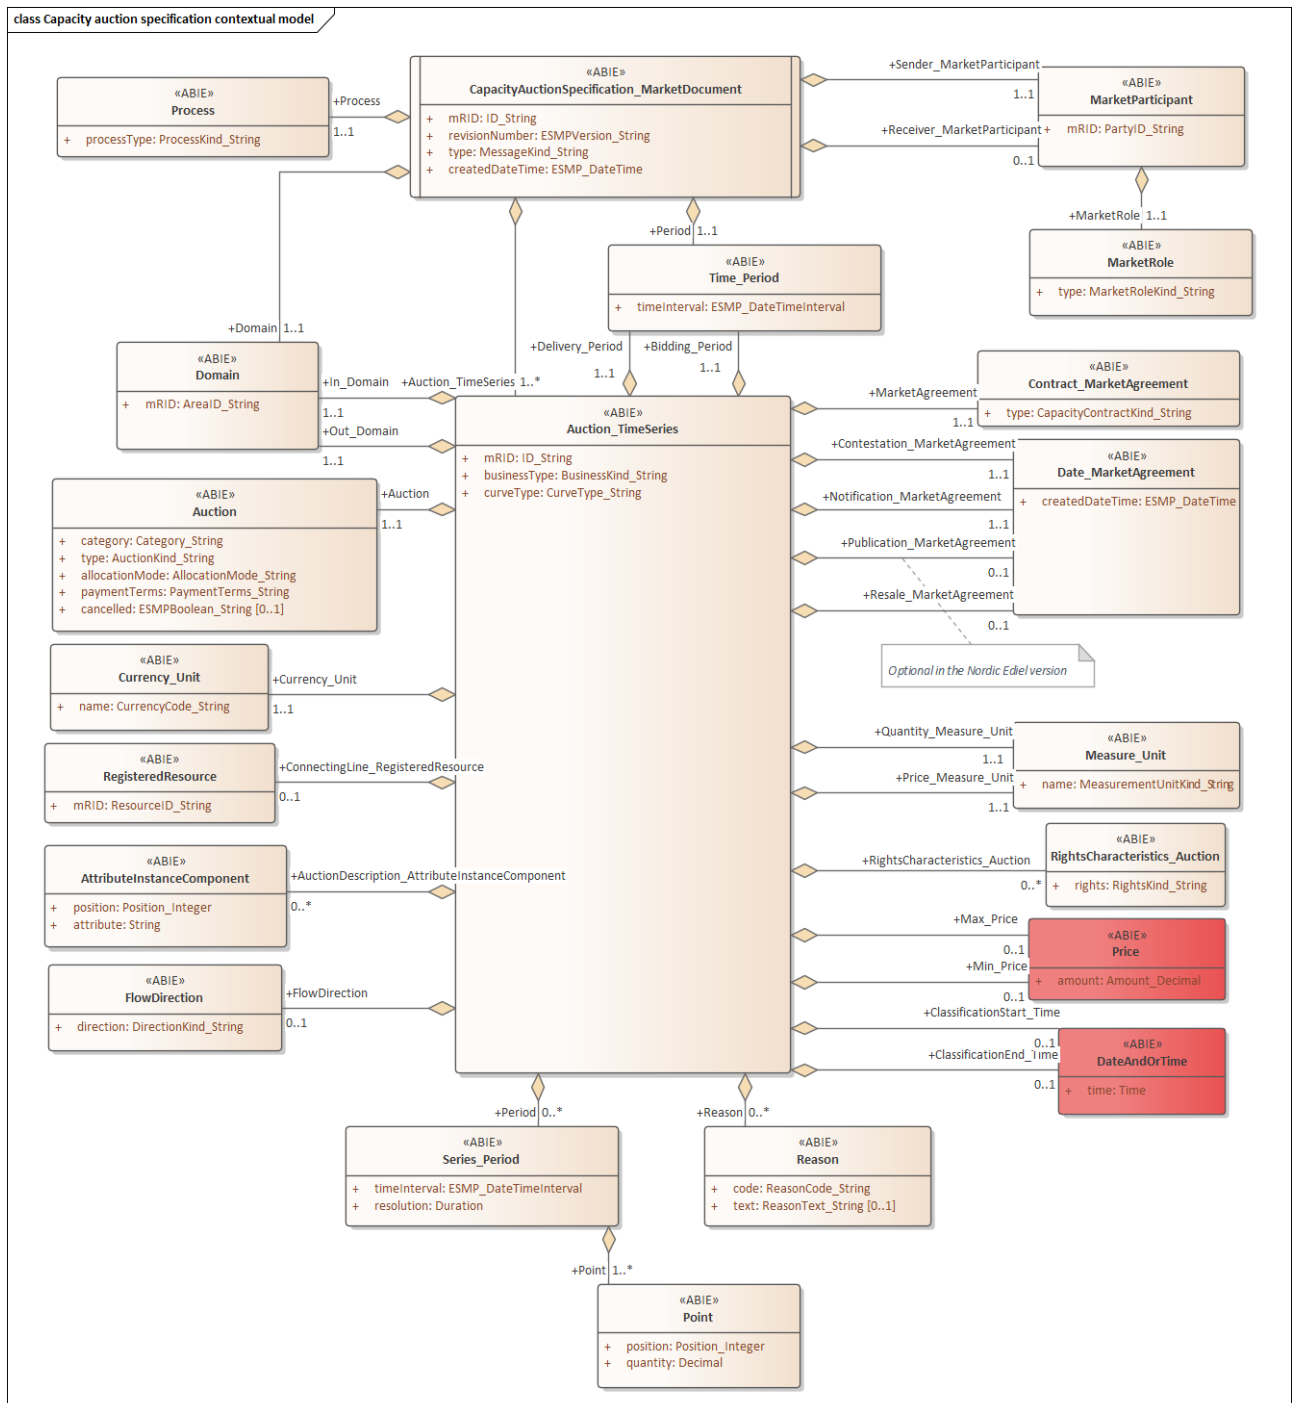 class Capacity auction specification contextual model
«ABIE»
CapacityAuctionSpecification_MarketDocument
+ mRID: ID_String
+ revisionNumber: ESMPVersion_String
+ type: MessageKind_String
+ createdDateTime: ESMP_DateTime
«ABIE»
Process
+ processType: ProcessKind_String
+Process
1..1
+Sender_MarketParticipant
1..1
+Receiver_MarketParticipant
0..1
«ABIE»
MarketParticipant
+ mRID: PartyID_String
+MarketRole 1..1
«ABIE»
MarketRole
+ type: MarketRoleKind_String
+Period 1..1
«ABIE»
Time_Period
+ timeInterval: ESMP_DateTimeInterval
+Delivery_Period
1..1
+Bidding_Period
1..1
+Domain 1..1
«ABIE»
Domain
+ mRID: AreaID_String
+In_Domain
1..1
+Out_Domain
1..1
+Auction_TimeSeries 1..*
«ABIE»
Auction_TimeSeries
+ mRID: ID_String
+ businessType: BusinessKind_String
+ curveType: CurveType_String
+MarketAgreement
1..1
«ABIE»
Contract_MarketAgreement
+ type: CapacityContractKind_String
+Contestation_MarketAgreement
1..1
+Notification_MarketAgreement
1..1
+Publication_MarketAgreement
0..1
+Resale_MarketAgreement
0..1
«ABIE»
Date_MarketAgreement
+ createdDateTime: ESMP_DateTime
Optional in the Nordic Ediel version
«ABIE»
Auction
+ category: Category_String
+ type: AuctionKind_String
+ allocationMode: AllocationMode_String
+ paymentTerms: PaymentTerms_String
+ cancelled: ESMPBoolean_String [0..1]
+Auction
1..1
«ABIE»
Currency_Unit
+ name: CurrencyCode_String
+Currency_Unit
1..1
«ABIE»
RegisteredResource
+ mRID: ResourceID_String
+ConnectingLine_RegisteredResource
0..1
«ABIE»
AttributeInstanceComponent
+ position: Position_Integer
+ attribute: String
+AuctionDescription_AttributeInstanceComponent
0..*
«ABIE»
FlowDirection
+ direction: DirectionKind_String
+FlowDirection
0..1
+Quantity_Measure_Unit
1..1
+Price_Measure_Unit
1..1
«ABIE»
Measure_Unit
+ name: MeasurementUnitKind_String
+RightsCharacteristics_Auction
0..*
«ABIE»
RightsCharacteristics_Auction
+ rights: RightsKind_String
+Max_Price
0..1
+Min_Price
0..1
«ABIE»
Price
+ amount: Amount_Decimal
+ClassificationStart_Time
0..1
+ClassificationEnd_Time
0..1
«ABIE»
DateAndOrTime
+ time: Time
+Period 0..*
«ABIE»
Series_Period
+ timeInterval: ESMP_DateTimeInterval
+ resolution: Duration
+Reason 0..*
«ABIE»
Reason
+ code: ReasonCode_String
+ text: ReasonText_String [0..1]
+Point 1..*
«ABIE»
Point
+ position: Position_Integer
+ quantity: Decimal